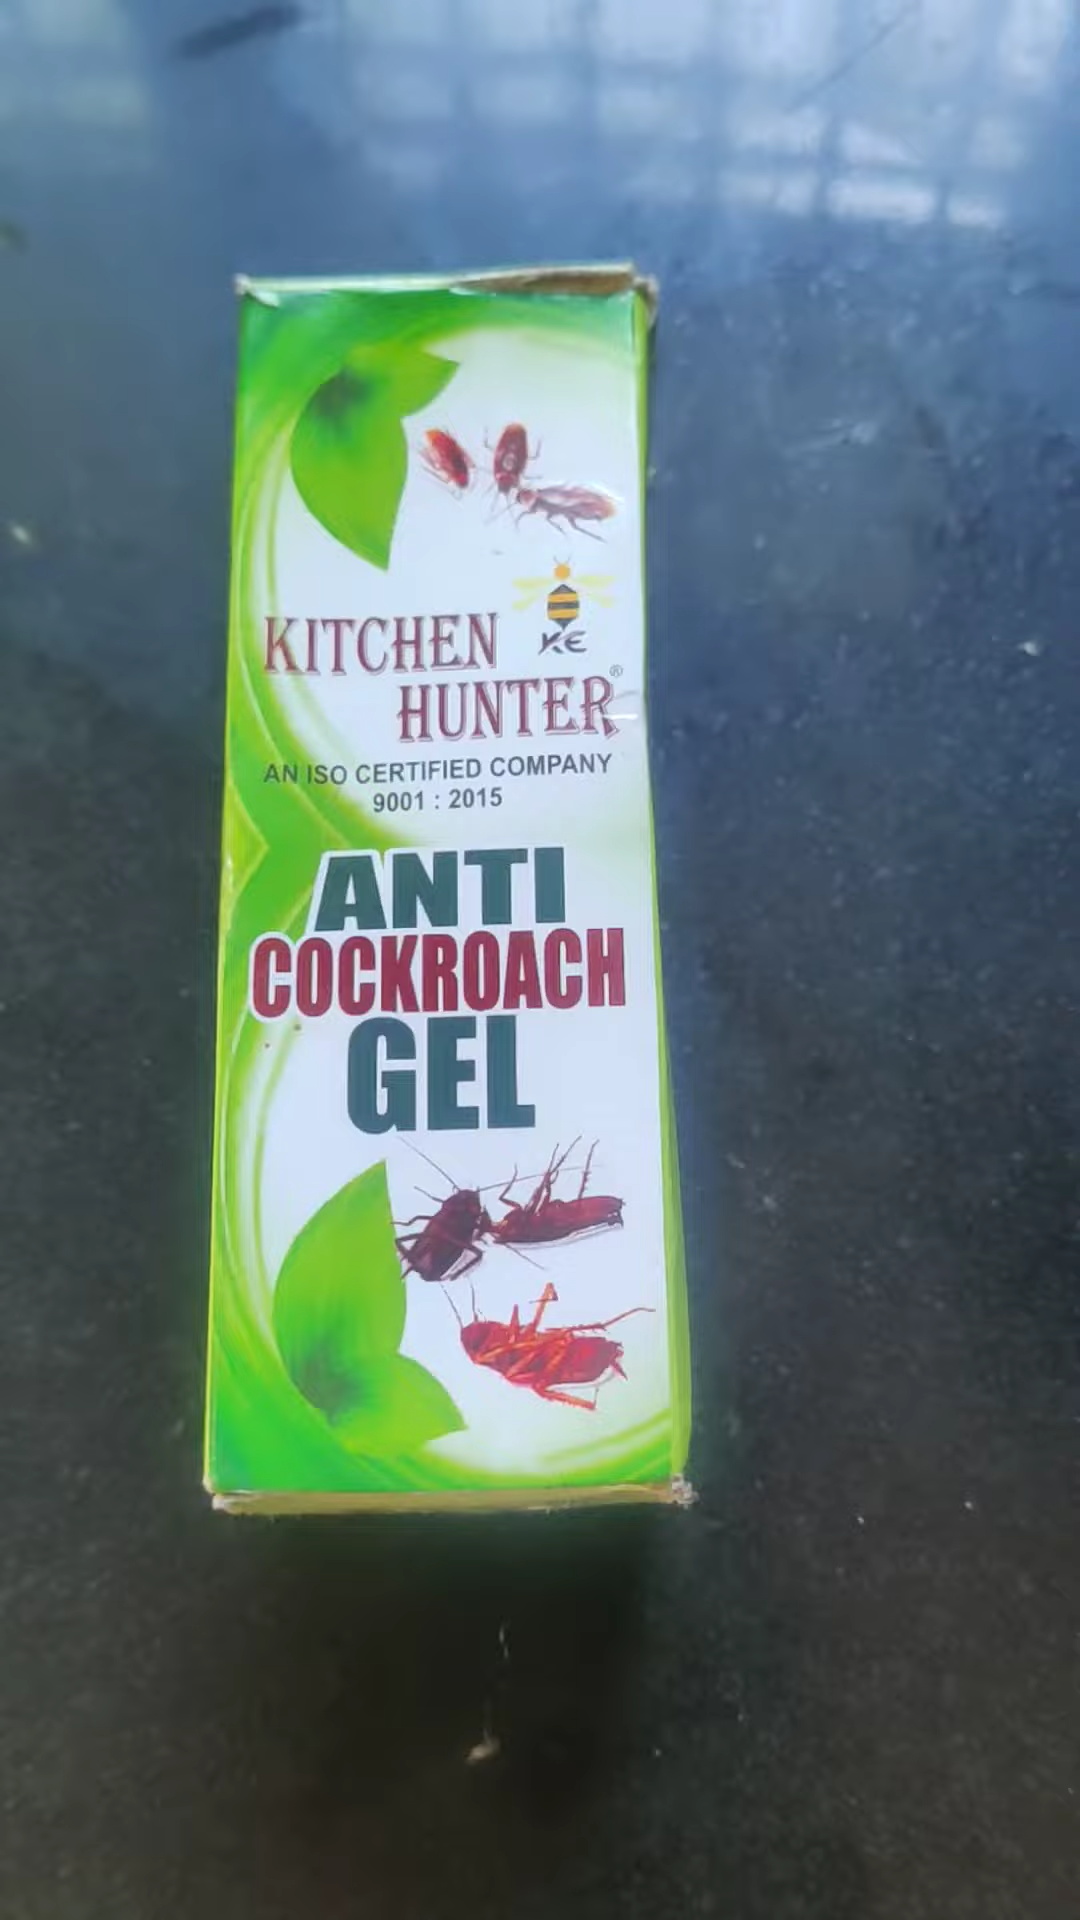 KE
KITCHEN
HUNTER®
AN ISO CERTIFIED COMPANY
9001 : 2015
ANTI
COCKROACH
GEL